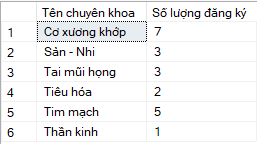 Tên chuyên khoa Số lượng đăng ký
1 Cơ xương khớp 7
2 Sản - Nhi 3
3 Tai mũi họng 3
4 Tiêu hóa 2
5 Tim mạch 5
6 Thần kinh 1